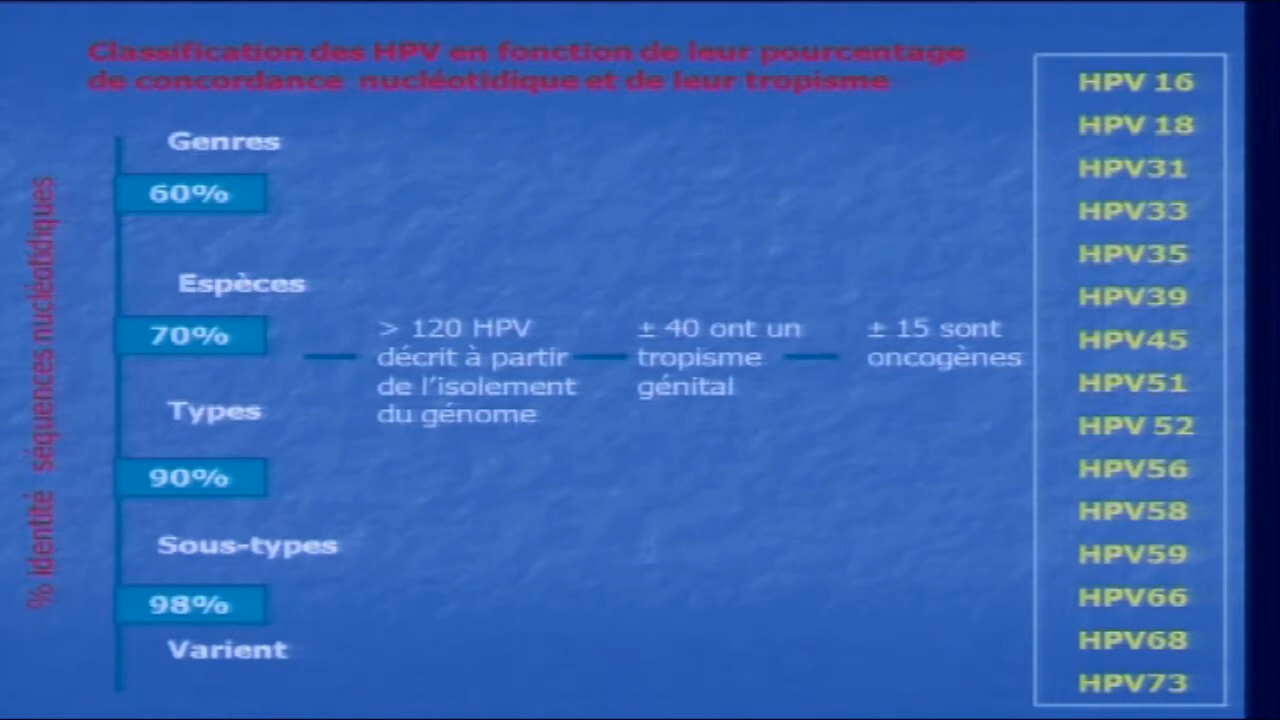 Classification des HPV en fonction de leur pourcentage
de concordance nucléotidique et de leur tropisme
% identité séquences nucléotidiques
Genres
60%
Espèces
70%
Types
90%
Sous-types
98%
Varient
> 120 HPV
décrit à partir
de l'isolement
du génome
± 40 ont un
tropisme
génital
± 15 sont
oncogènes
HPV 16
HPV 18
HPV31
HPV33
HPV35
HPV39
HPV45
HPV51
HPV 52
HPV56
HPV58
HPV59
HPV66
HPV68
HPV73